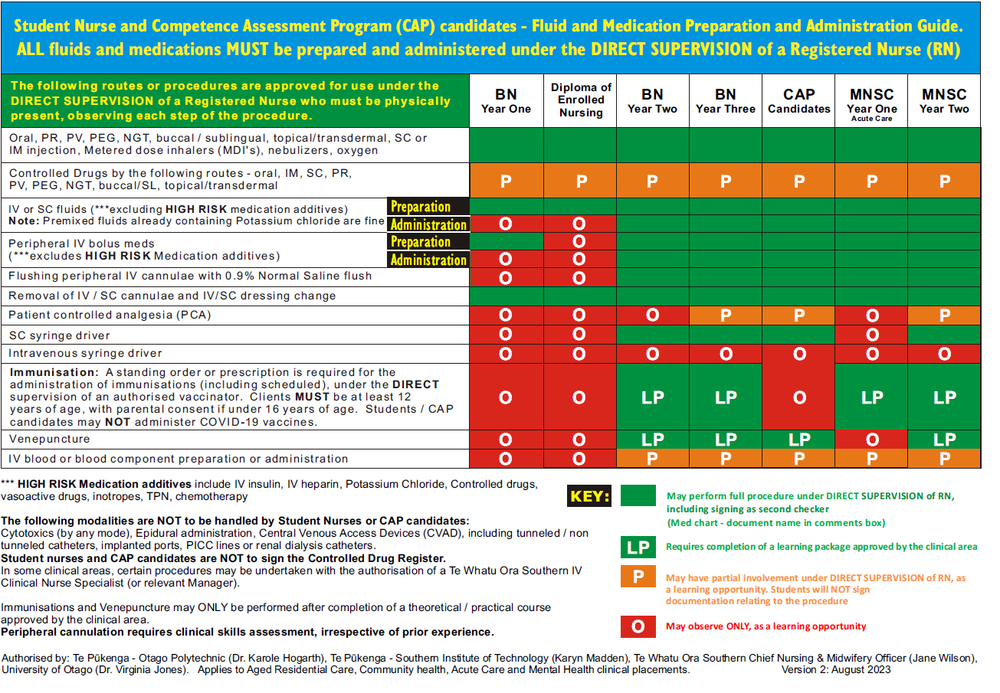 Student Nurse and Competence Assessment Program (CAP) candidates - Fluid and Medication Preparation and Administration Guide.
ALL fluids and medications MUST be prepared and administered under the DIRECT SUPERVISION of a Registered Nurse (RN)
The following routes or procedures are approved for use under the
DIRECT SUPERVISION of a Registered Nurse who must be physically
present, observing each step of the procedure.
BN
Year One
Diploma of
Enrolled
Nursing
BN
Year Two
BN
Year Three
CAP
Candidates
MNSC
Year One
Acute Care
MNSC
Year Two
Oral, PR, PV, PEG, NGT, buccal / sublingual, topical/transdermal, SC or
IM injection, Metered dose inhalers (MDI's), nebulizers, oxygen
Controlled Drugs by the following routes - oral, IM, SC, PR,
PV, PEG, NGT, buccal/SL, topical/transdermal
P P P P P P P
IV or SC fluids (***excluding HIGH RISK medication additives)
Note: Premixed fluids already containing Potassium chloride are fine
Preparation
Administration O O
Peripheral IV bolus meds
(***excludes HIGH RISK Medication additives)
Preparation O
Administration O O
Flushing peripheral IV cannulae with 0.9% Normal Saline flush O O
Removal of IV / SC cannulae and IV/SC dressing change
Patient controlled analgesia (PCA) O O O P P O P
SC syringe driver O O O
Intravenous syringe driver O O O O O O O
Immunisation: A standing order or prescription is required for the
administration of immunisations (including scheduled), under the DIRECT
supervision of an authorised vaccinator. Clients MUST be at least 12
years of age, with parental consent if under 16 years of age. Students / CAP
candidates may NOT administer COVID-19 vaccines.
O O LP LP O LP LP
Venepuncture O O LP LP LP O LP
IV blood or blood component preparation or administration O O P P P P P
*** HIGH RISK Medication additives include IV insulin, IV heparin, Potassium Chloride, Controlled drugs,
vasoactive drugs, inotropes, TPN, chemotherapy
The following modalities are NOT to be handled by Student Nurses or CAP candidates:
Cytotoxics (by any mode), Epidural administration, Central Venous Access Devices (CVAD), including tunneled / non
tunneled catheters, implanted ports, PICC lines or renal dialysis catheters.
Student nurses and CAP candidates are NOT to sign the Controlled Drug Register.
In some clinical areas, certain procedures may be undertaken with the authorisation of a Te Whatu Ora Southern IV
Clinical Nurse Specialist (or relevant Manager).
Immunisations and Venepuncture may ONLY be performed after completion of a theoretical / practical course
approved by the clinical area.
Peripheral cannulation requires clinical skills assessment, irrespective of prior experience.
KEY:
May perform full procedure under DIRECT SUPERVISION of RN,
including signing as second checker
(Med chart - document name in comments box)
LP Requires completion of a learning package approved by the clinical area
P
May have partial involvement under DIRECT SUPERVISION of RN, as
a learning opportunity. Students will NOT sign
documentation relating to the procedure
O May observe ONLY, as a learning opportunity
Authorised by: Te Pūkenga - Otago Polytechnic (Dr. Karole Hogarth), Te Pūkenga - Southern Institute of Technology (Karyn Madden), Te Whatu Ora Southern Chief Nursing & Midwifery Officer (Jane Wilson),
University of Otago (Dr. Virginia Jones). Applies to Aged Residential Care, Community health, Acute Care and Mental Health clinical placements. Version 2: August 2023